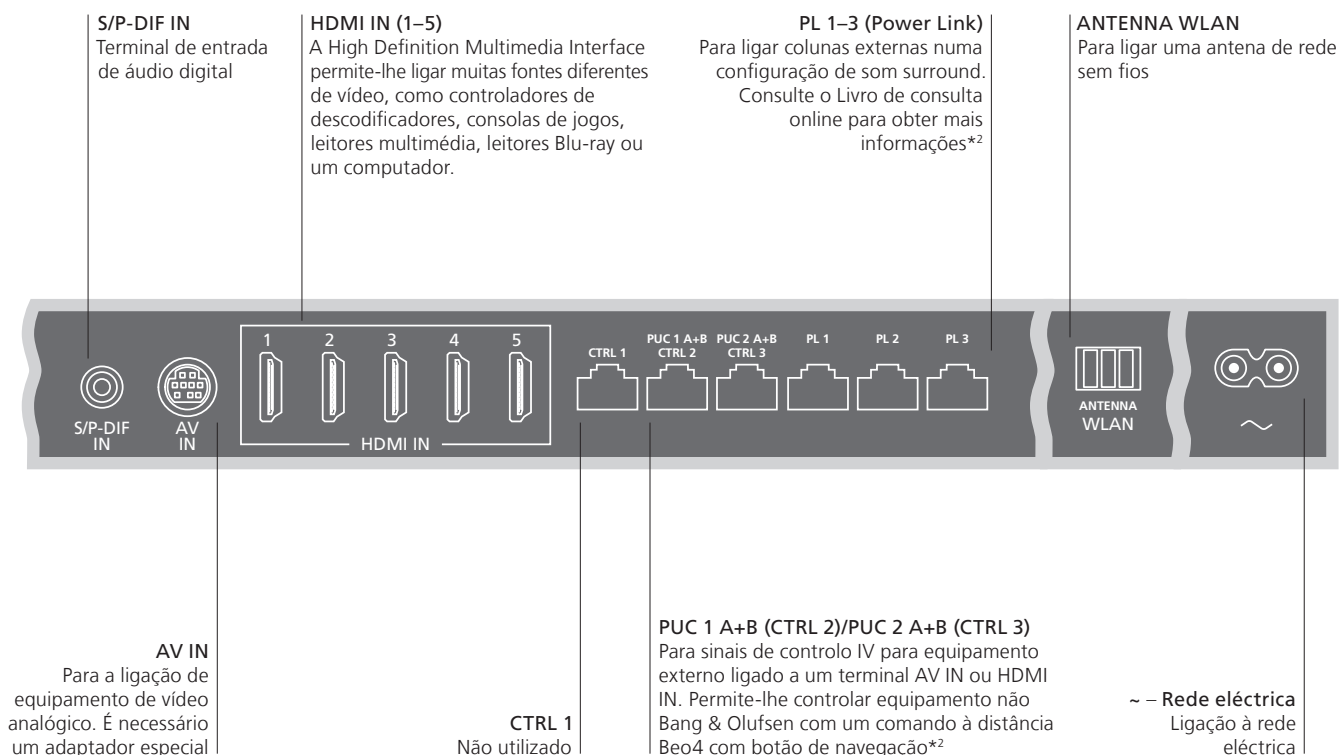 S/P-DIF IN
Terminal de entrada
de áudio digital
HDMI IN (1–5)
A High Definition Multimedia Interface
permite-lhe ligar muitas fontes diferentes
de vídeo, como controladores de
descodificadores, consolas de jogos,
leitores multimédia, leitores Blu-ray ou
um computador.
PL 1–3 (Power Link)
Para ligar colunas externas numa
configuração de som surround.
Consulte o Livro de consulta
online para obter mais
informações*2
ANTENNA WLAN
Para ligar uma antena de rede
sem fios
S/P-DIF
IN
AV
IN
1
2
3
4
5
HDMI IN
CTRL 1
PUC 1 A+B
CTRL 2
PUC 2 A+B
CTRL 3
PL 1
PL 2
PL 3
ANTENNA
WLAN
~
AV IN
Para a ligação de
equipamento de vídeo
analógico. É necessário
um adaptador especial
CTRL 1
Não utilizado
PUC 1 A+B (CTRL 2)/PUC 2 A+B (CTRL 3)
Para sinais de controlo IV para equipamento
externo ligado a um terminal AV IN ou HDMI
IN. Permite-lhe controlar equipamento não
Bang & Olufsen com um comando à distância
Beo4 com botão de navegação*2
~ – Rede eléctrica
Ligação à rede
eléctrica